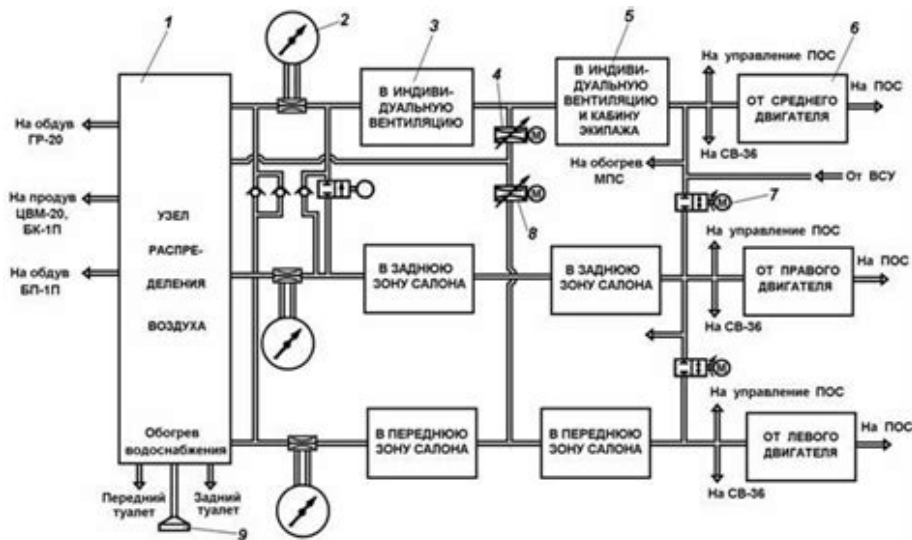 1
2
3
4
5
6
В ИНДИВИ-
ДУАЛЬНУЮ
ВЕНТИЛЯЦИЮ
В ИНДИВИ-
ДУАЛЬНУЮ
ВЕНТИЛЯЦИЮ
И КАБИНУ
ЭКИПАЖА
На управление ПОС
ОТ СРЕДНЕГО
ДВИГАТЕЛЯ
На ПОС
На СВ-36
На обдув
ГР-20
На обогрев
МПС
От ВСУ
М
М
М
7
8
На продув
ЦВМ-20,
БК-1П
УЗЕЛ
РАСПРЕ-
ДЕЛЕНИЯ
ВОЗДУХА
На обдув
БП-1П
В ЗАДНЮЮ
ЗОНУ САЛОНА
В ЗАДНЮЮ
ЗОНУ САЛОНА
На управление ПОС
ОТ ПРАВОГО
ДВИГАТЕЛЯ
На ПОС
На СВ-36
М
Обогрев
водоснабжения
В ПЕРЕДНЮЮ
ЗОНУ САЛОНА
В ПЕРЕДНЮЮ
ЗОНУ САЛОНА
На управление ПОС
ОТ ЛЕВОГО
ДВИГАТЕЛЯ
На ПОС
На СВ-36
Передний
туалет
Задний
туалет
9